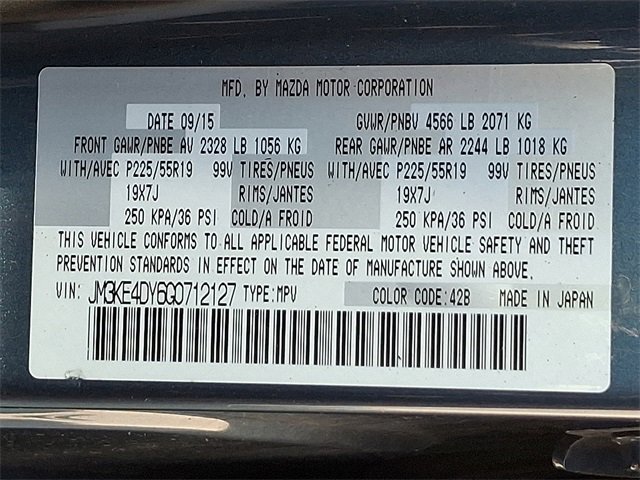 MFD. BY MAZDA MOTOR CORPORATION
DATE 09/15 GVWR/PNBV 4566 LB 2071 KG
FRONT GAWR/PNBE AV 2328 LB 1056 KG REAR GAWR/PNBE AR 2244 LB 1018 KG
WITH/AVEC P225/55R19 99V TIRES/PNEUS WITH/AVEC P225/55R19 99V TIRES/PNEUS
19X7J RIMS/JANTES 19X7J RIMS/JANTES
250 KPA/36 PSI COLD/A FROID 250 KPA/36 PSI COLD/A FROID
THIS VEHICLE CONFORMS TO ALL APPLICABLE FEDERAL MOTOR VEHICLE SAFETY AND THEFT
PREVENTION STANDARDS IN EFFECT ON THE DATE OF MANUFACTURE SHOWN ABOVE.
VIN: JM3KE4DY6G0712127 TYPE:MPV COLOR CODE:42B MADE IN JAPAN